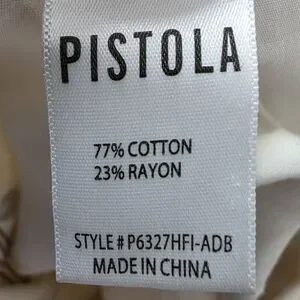 PISTOLA
77% COTTON
23% RAYON
STYLE # P6327HFI-ADB
MADE IN CHINA